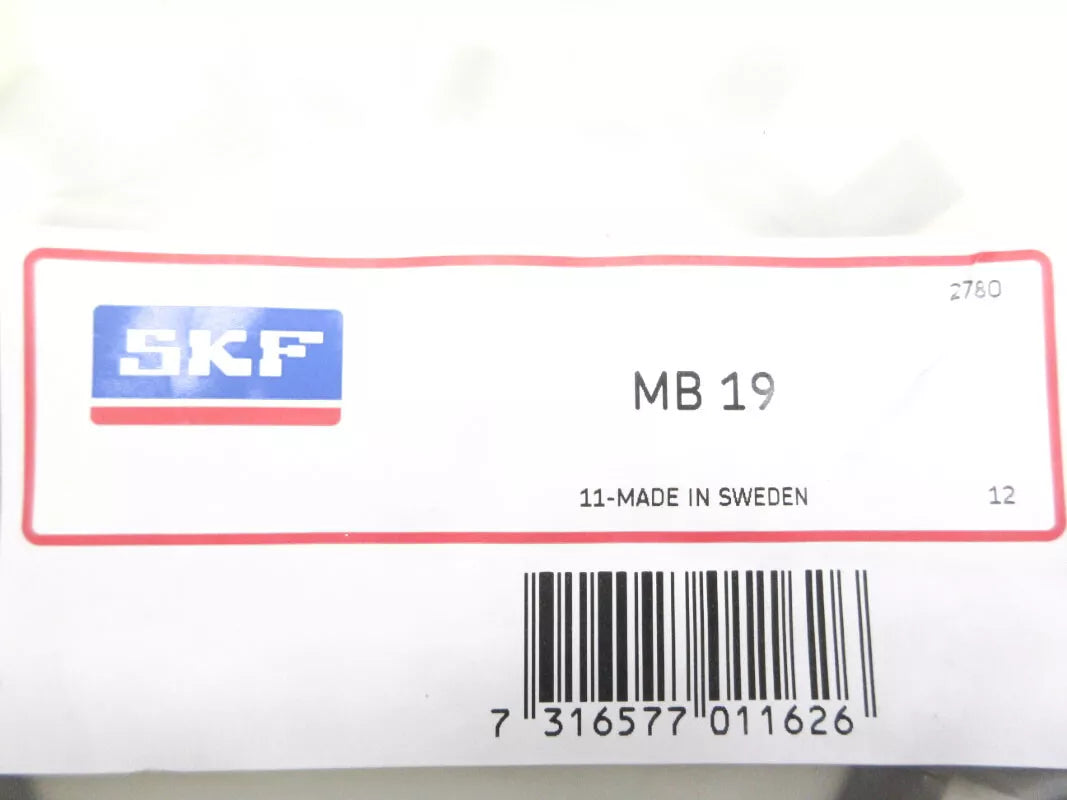 2780
SKF
MB 19
11-MADE IN SWEDEN
12
7 316577 011626